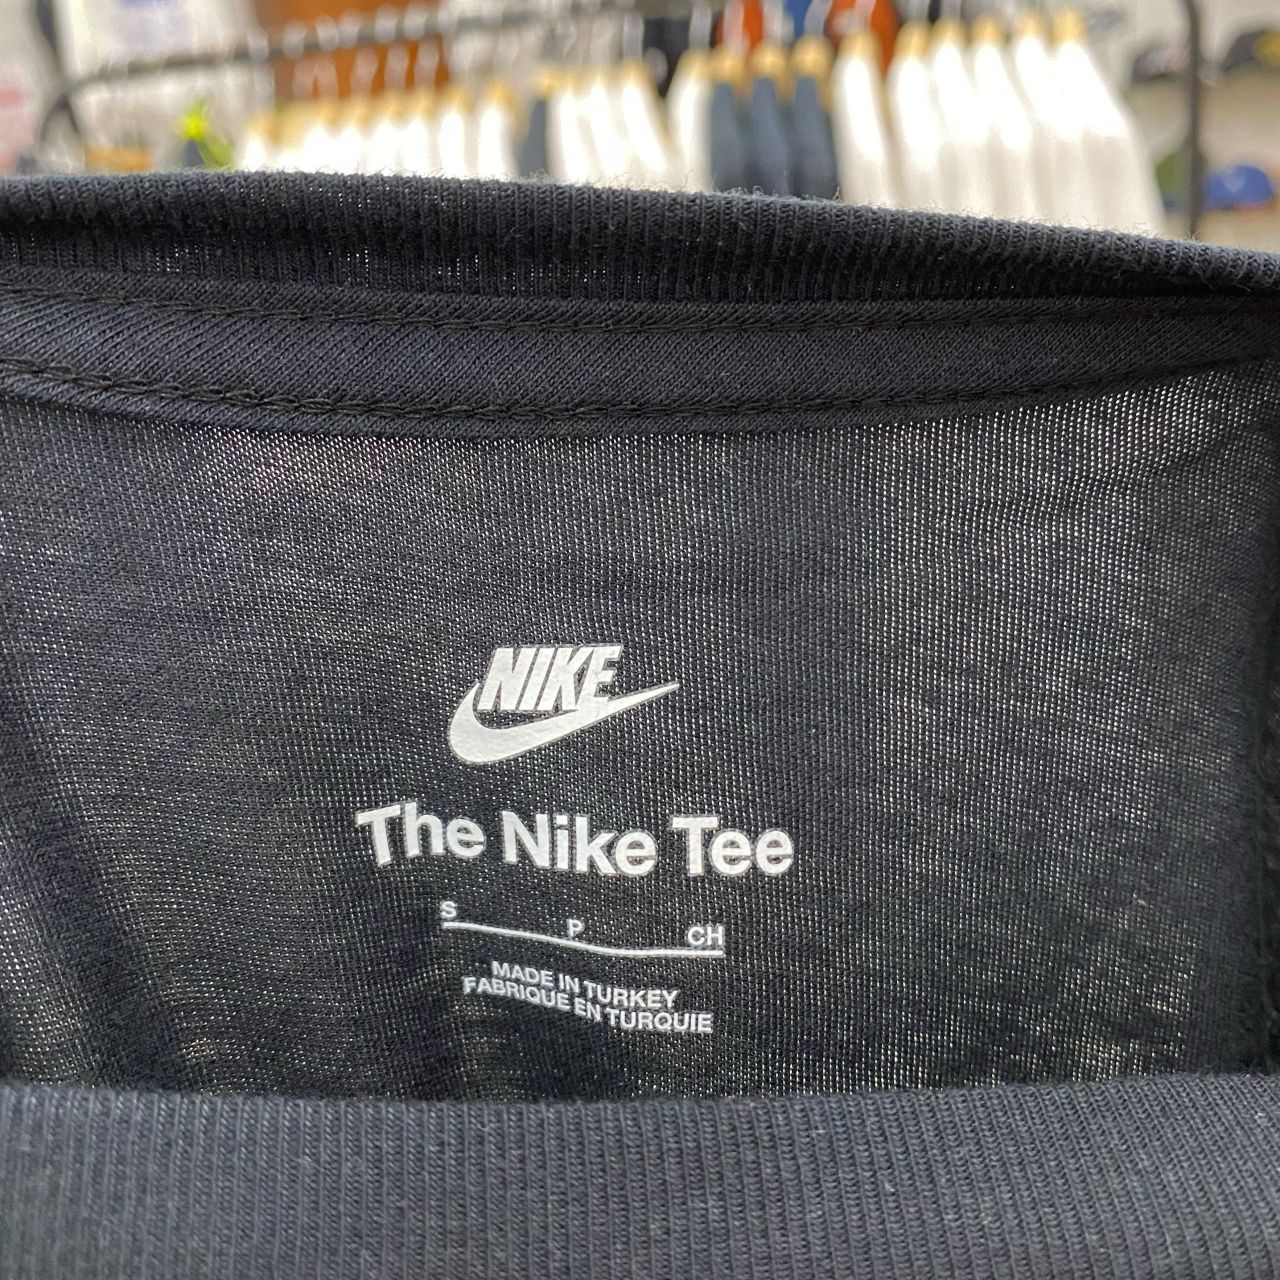 NIKE
The Nike Tee
S P CH
MADE IN TURKEY
FABRIQUE EN TURQUIE